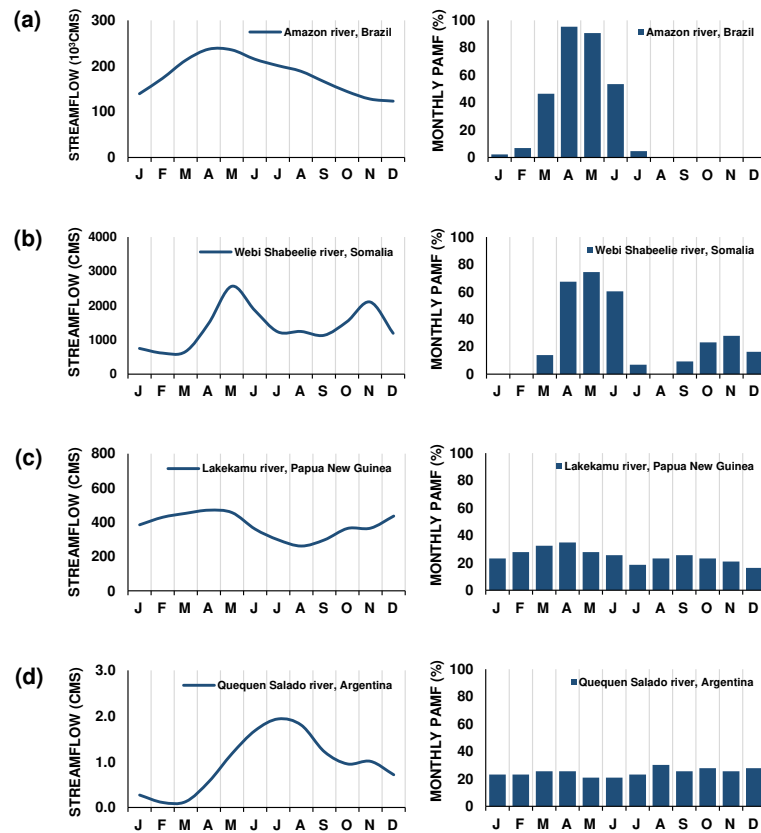 (a)
STREAMFLOW (10³CMS)
300
200
100
0
Amazon river, Brazil
J F M A M J J A S O N D
MONTHLY PAMF (%)
100
80
60
40
20
0
Amazon river, Brazil
J F M A M J J A S O N D
(b)
STREAMFLOW (CMS)
4000
3000
2000
1000
0
Webi Shabeelie river, Somalia
J F M A M J J A S O N D
MONTHLY PAMF (%)
100
80
60
40
20
0
Webi Shabeelie river, Somalia
J F M A M J J A S O N D
(c)
STREAMFLOW (CMS)
800
600
400
200
0
Lakekamu river, Papua New Guinea
J F M A M J J A S O N D
MONTHLY PAMF (%)
100
80
60
40
20
0
Lakekamu river, Papua New Guinea
J F M A M J J A S O N D
(d)
STREAMFLOW (CMS)
3.0
2.0
1.0
0.0
Quequen Salado river, Argentina
J F M A M J J A S O N D
MONTHLY PAMF (%)
100
80
60
40
20
0
Quequen Salado river, Argentina
J F M A M J J A S O N D